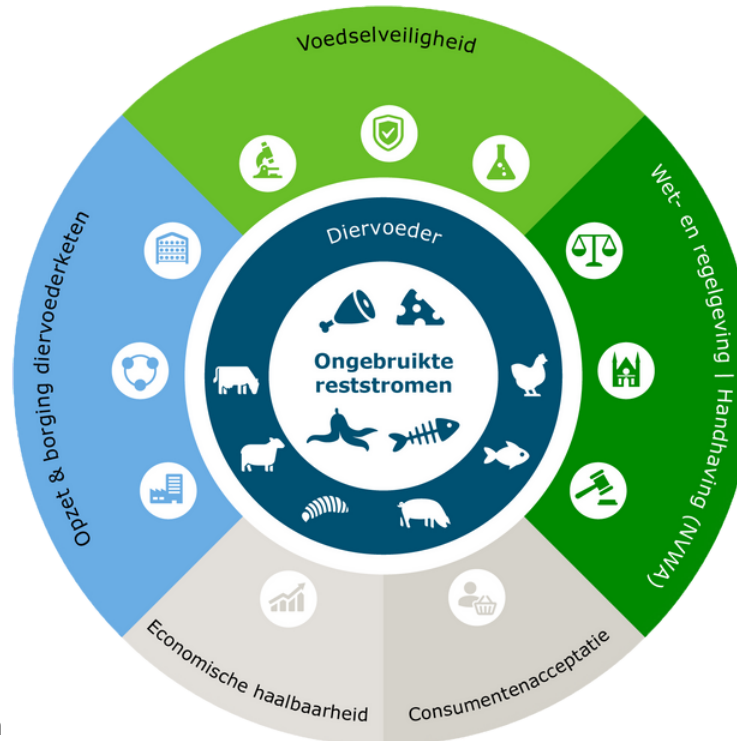 Voedselveiligheid
Opzet & borging diervoederketen
Wet- en regelgeving | Handhaving (NVWA)
Diervoeder
Ongebruikte
reststromen
Economische haalbaarheid
Consumentenacceptatie